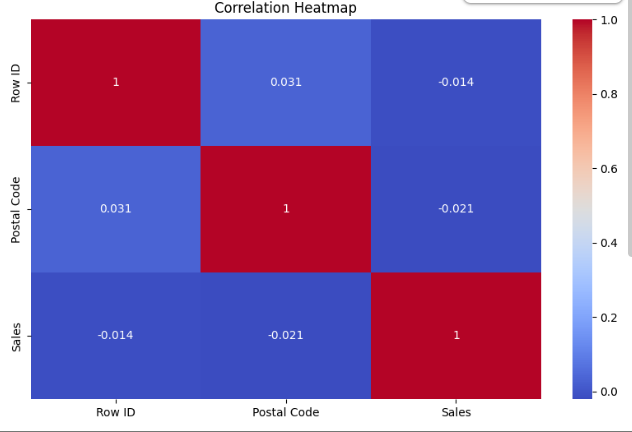 Correlation Heatmap
Row ID
1
0.031
-0.014
Postal Code
0.031
1
-0.021
Sales
-0.014
-0.021
1
Row ID
Postal Code
Sales
1.0
0.8
0.6
0.4
0.2
0.0